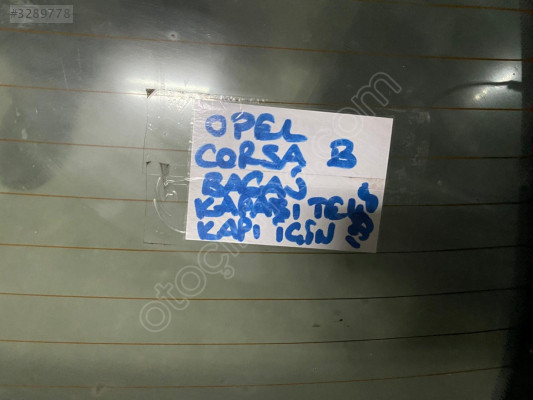 #3289778
OPEL
CORSA B
BAGAJ
KAPAĞI TEK
KAPI İÇİN